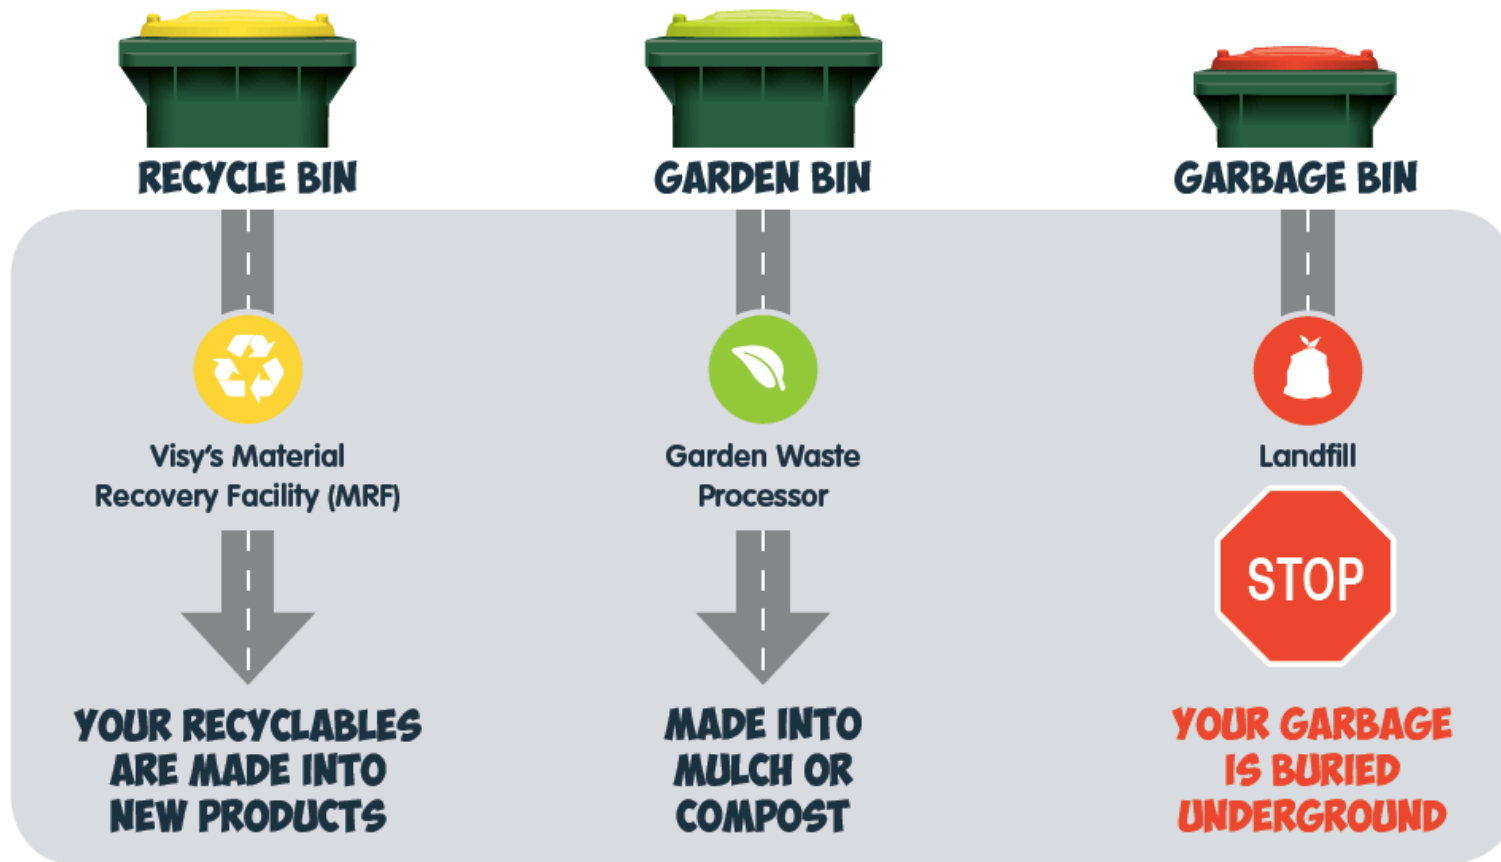 RECYCLE BIN
Visy's Material
Recovery Facility (MRF)
YOUR RECYCLABLES
ARE MADE INTO
NEW PRODUCTS
GARDEN BIN
Garden Waste
Processor
MADE INTO
MULCH OR
COMPOST
GARBAGE BIN
Landfill
STOP
YOUR GARBAGE
IS BURIED
UNDERGROUND